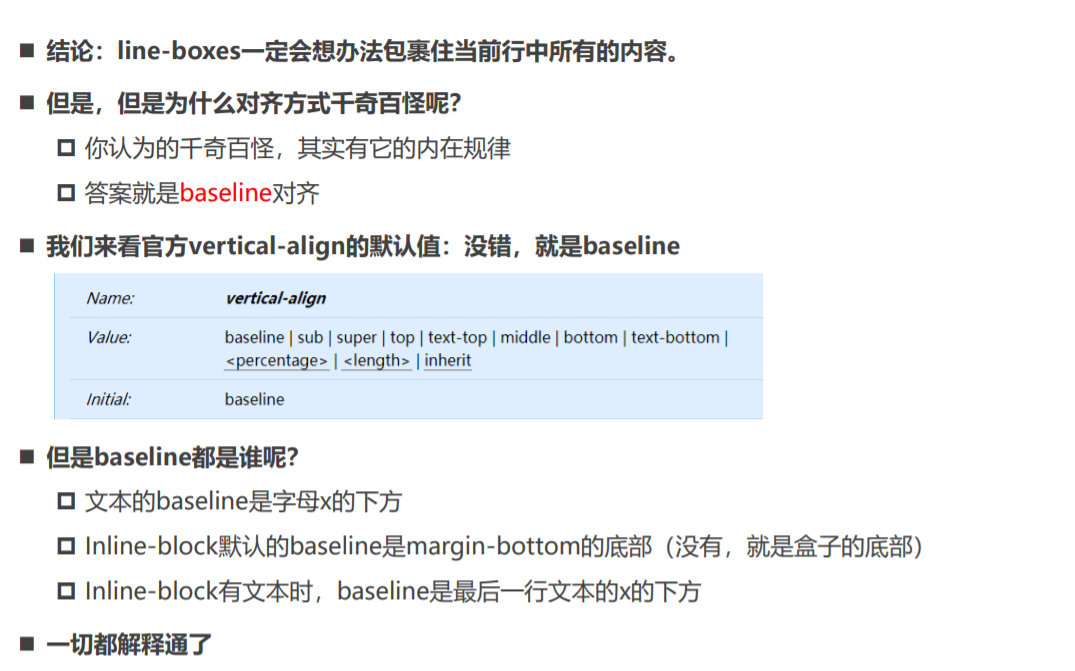 ■ 结论：line-boxes一定会想办法包裹住当前行中所有的内容。
■ 但是，但是为什么对齐方式千奇百怪呢？
你认为的千奇百怪，其实有它的内在规律
答案就是baseline对齐
■ 我们来看官方vertical-align的默认值：没错，就是baseline
Name: vertical-align
Value: baseline | sub | super | top | text-top | middle | bottom | text-bottom |
<percentage> | <length> | inherit
Initial: baseline
■ 但是baseline都是谁呢？
文本的baseline是字母x的下方
Inline-block默认的baseline是margin-bottom的底部（没有，就是盒子的底部）
Inline-block有文本时，baseline是最后一行文本的x的下方
■ 一切都解释通了